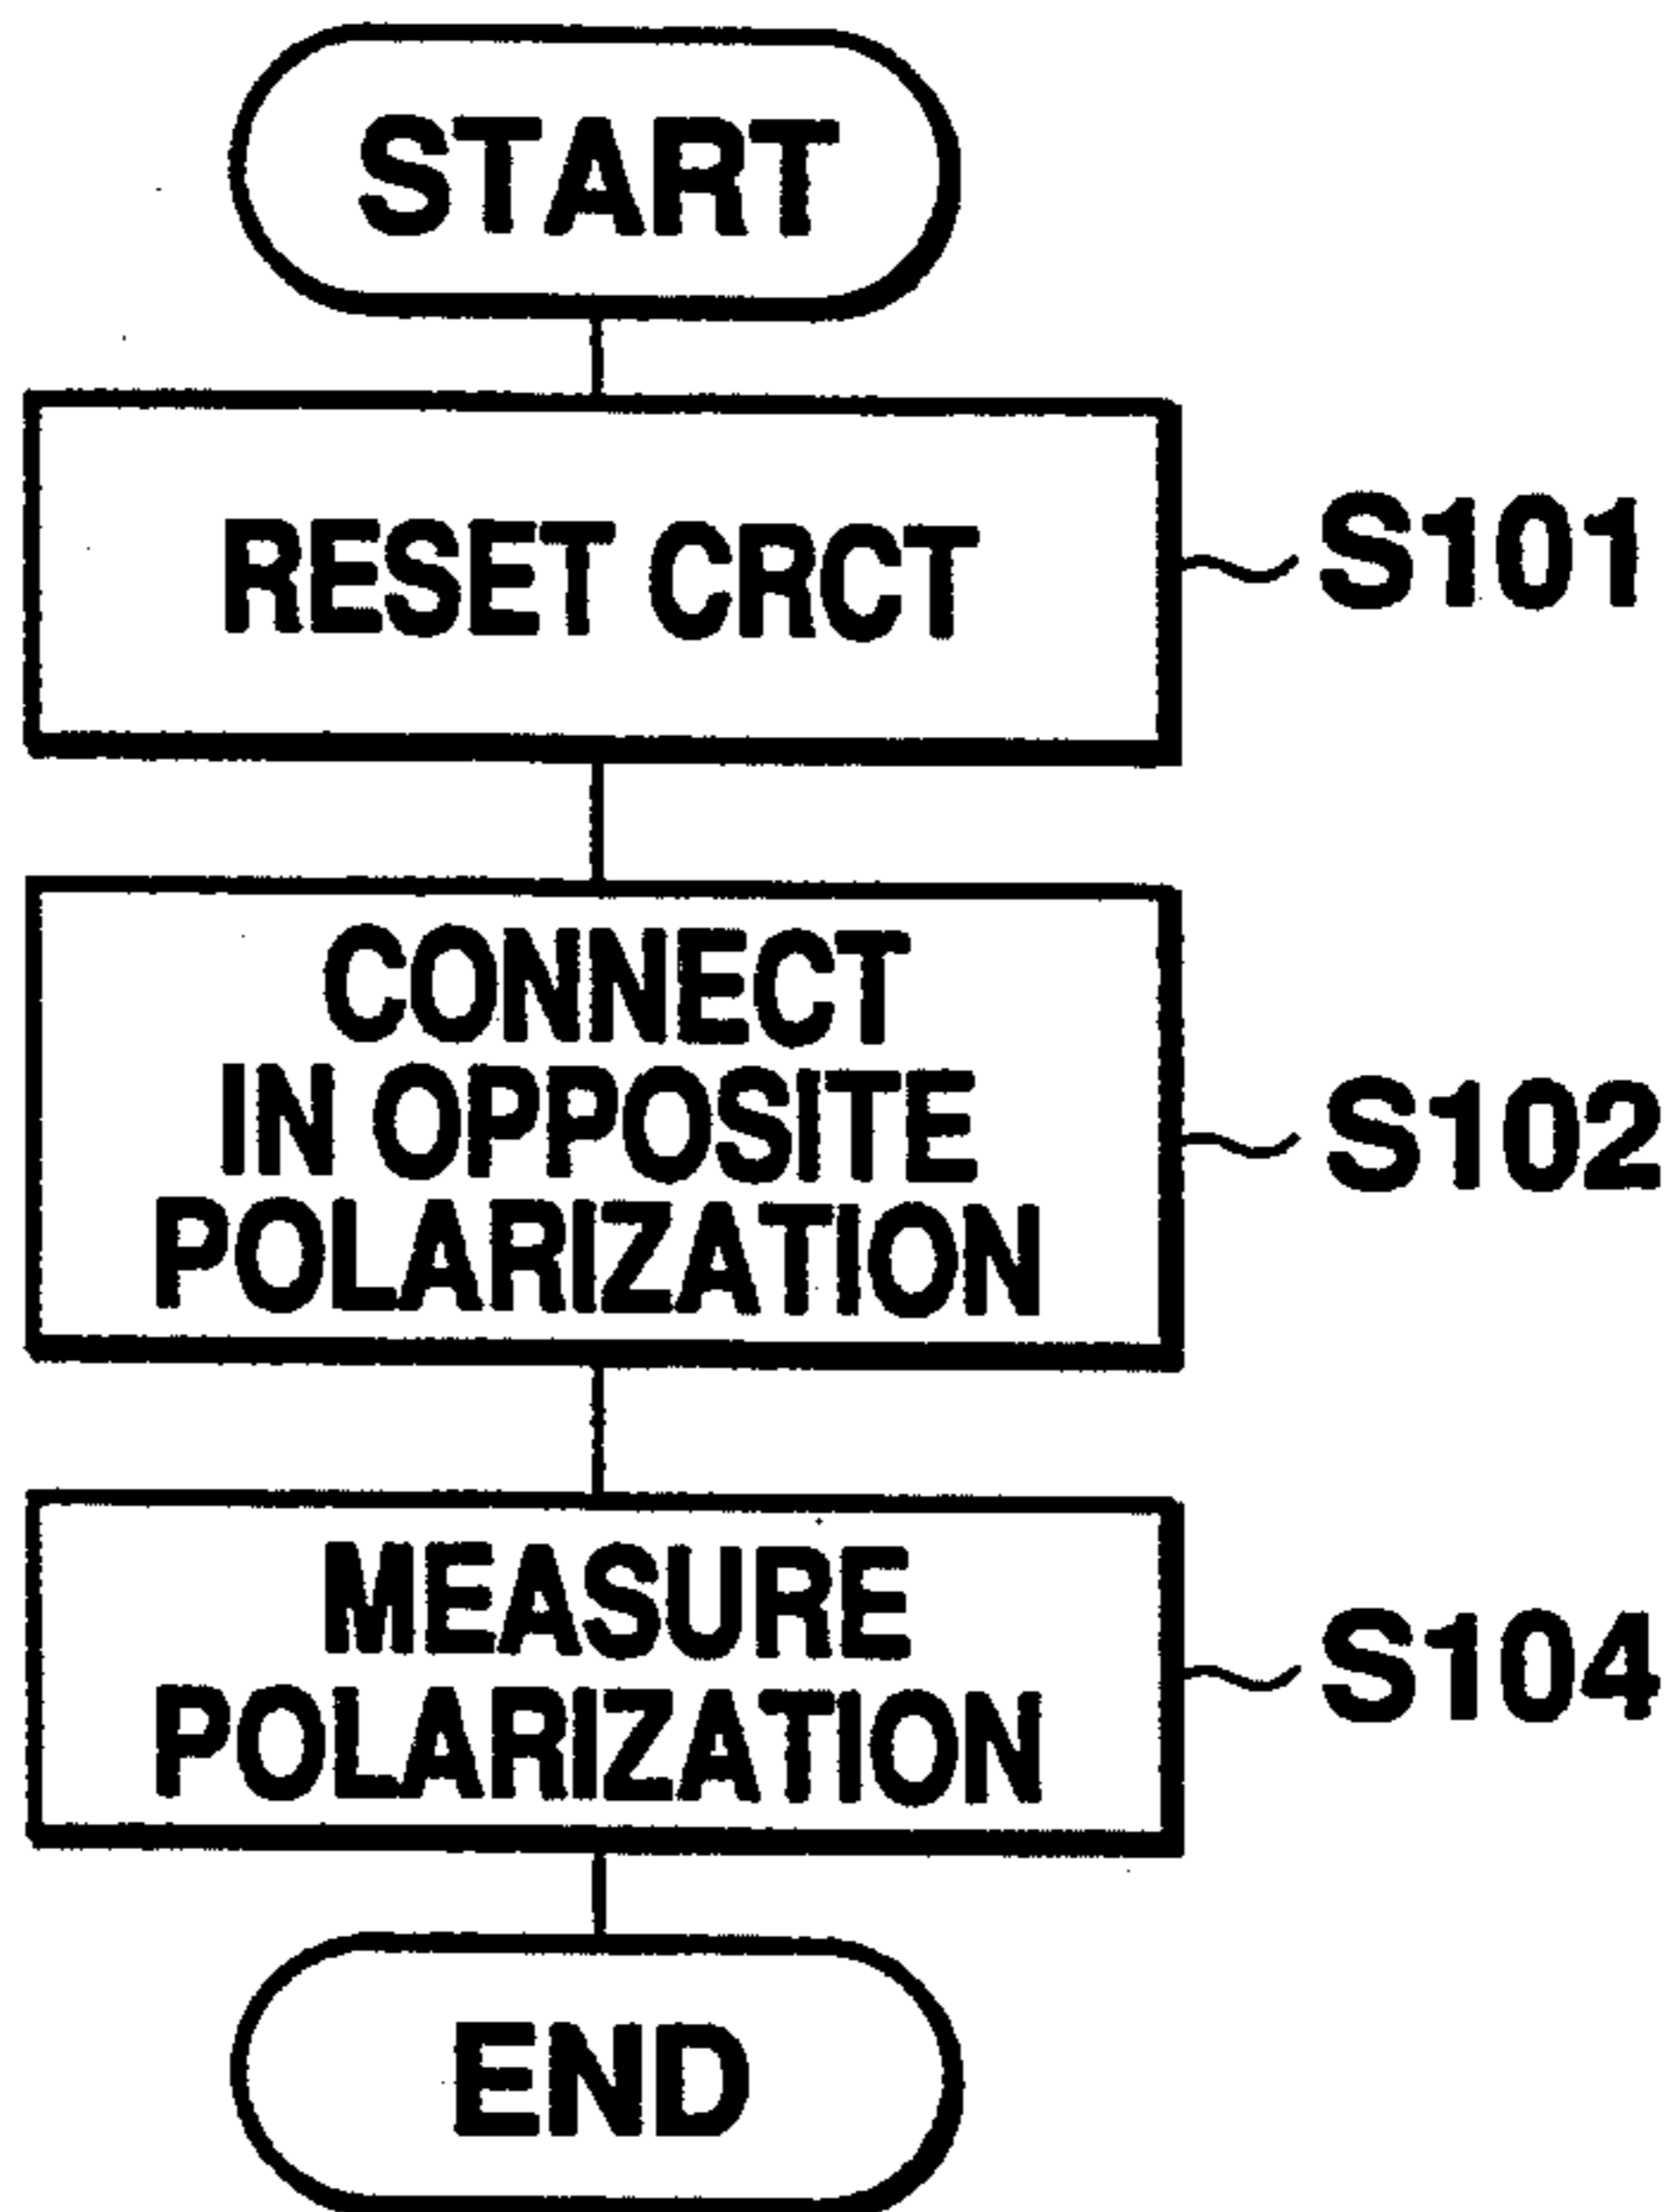 START
RESET CRCT
S101
CONNECT
IN OPPOSITE
POLARIZATION
S102
MEASURE
POLARIZATION
S104
END